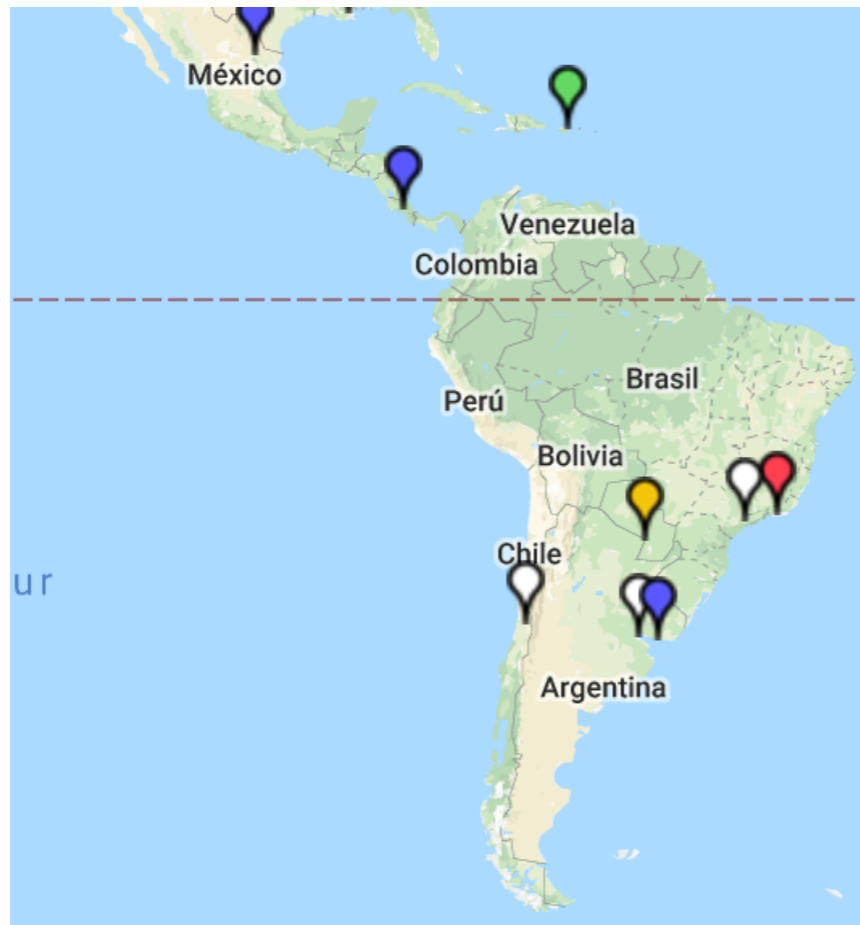 México
Venezuela
Colombia
Brasil
Perú
Bolivia
Chile
ur
Argentina